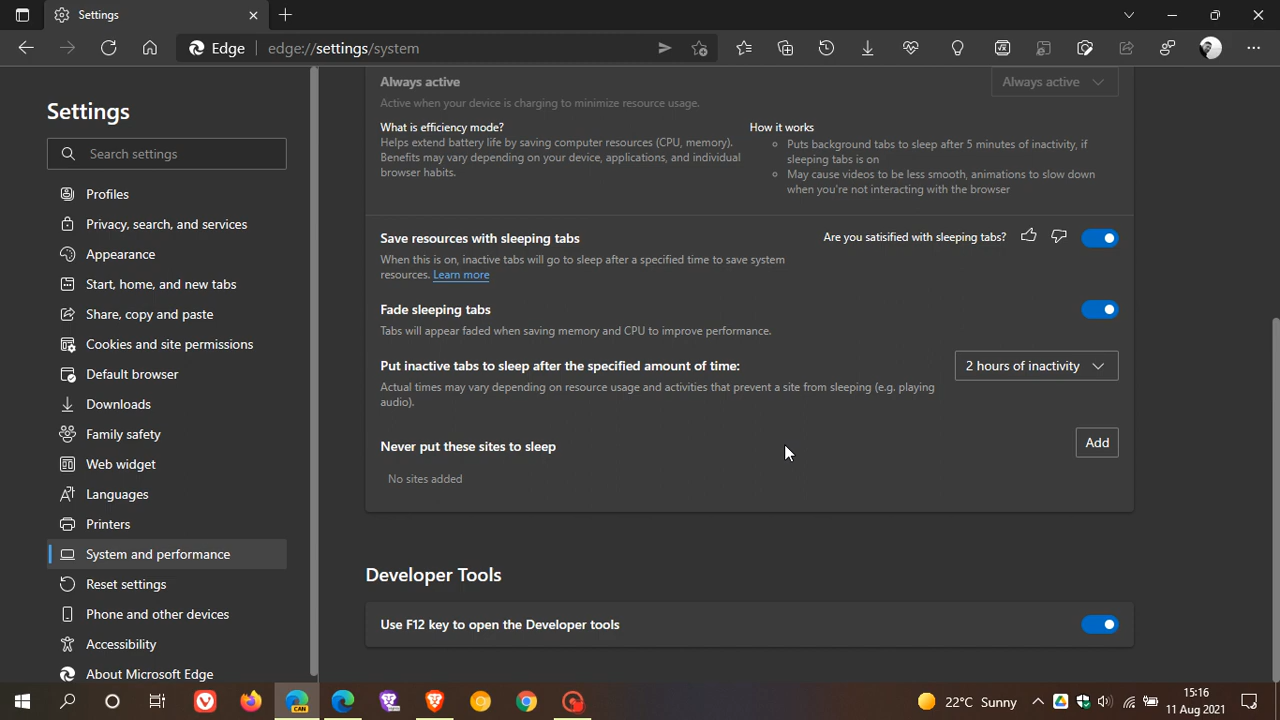 Settings
Edge
edge://settings/system
Settings
Search settings
Profiles
Privacy, search, and services
Appearance
Start, home, and new tabs
Share, copy and paste
Cookies and site permissions
Default browser
Downloads
Family safety
Web widget
Languages
Printers
System and performance
Reset settings
Phone and other devices
Accessibility
About Microsoft Edge
Always active
Always active
Active when your device is charging to minimize resource usage.
What is efficiency mode?
Helps extend battery life by saving computer resources (CPU, memory).
Benefits may vary depending on your device, applications, and individual
browser habits.
How it works
Puts background tabs to sleep after 5 minutes of inactivity, if
sleeping tabs is on
May cause videos to be less smooth, animations to slow down
when you're not interacting with the browser
Save resources with sleeping tabs
Are you satisfied with sleeping tabs?
When this is on, inactive tabs will go to sleep after a specified time to save system
resources. Learn more
Fade sleeping tabs
Tabs will appear faded when saving memory and CPU to improve performance.
Put inactive tabs to sleep after the specified amount of time:
2 hours of inactivity
Actual times may vary depending on resource usage and activities that prevent a site from sleeping (e.g. playing
audio).
Never put these sites to sleep
Add
No sites added
Developer Tools
Use F12 key to open the Developer tools
CAN
22°C Sunny
15:16
11 Aug 2021